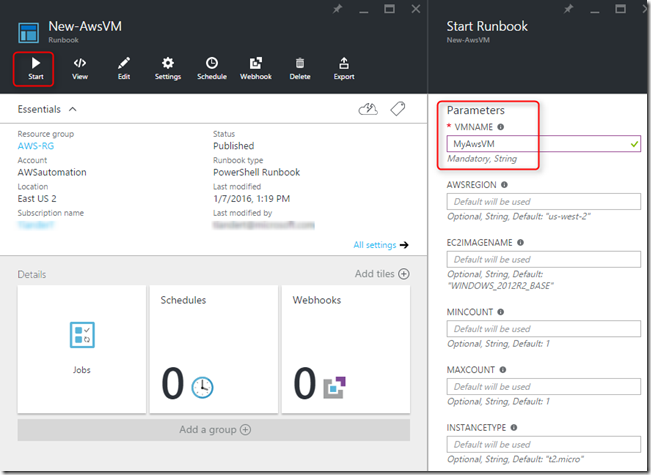 New-AwsVM
Runbook
Start
View
Edit
Settings
Schedule
Webhook
Delete
Export
Essentials
Resource group
AWS-RG
Account
AWSautomation
Location
East US 2
Subscription name
Status
Published
Runbook type
PowerShell Runbook
Last modified
1/7/2016, 1:19 PM
Last modified by
All settings
Details
Add tiles
Jobs
Schedules
0
Webhooks
0
Add a group
Start Runbook
New-AwsVM
Parameters
* VMNAME
MyAwsVM
Mandatory, String
AWSREGION
Default will be used
Optional, String, Default: "us-west-2"
EC2IMAGENAME
Default will be used
Optional, String, Default:
"WINDOWS_2012R2_BASE"
MINCOUNT
Default will be used
Optional, String, Default: 1
MAXCOUNT
Default will be used
Optional, String, Default: 1
INSTANCETYPE
Default will be used
Optional, String, Default: "t2.micro"